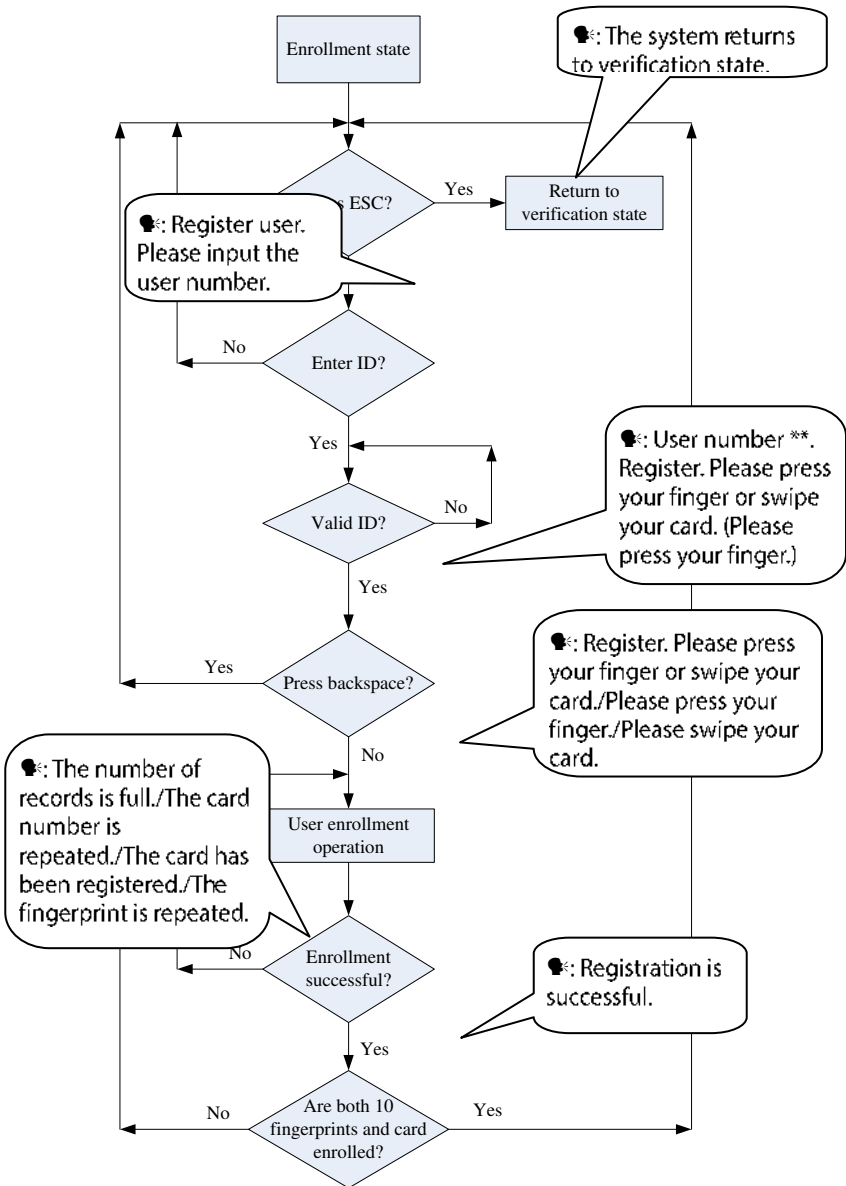 Enrollment state
🗣: The system returns
to verification state.
ESC?
Yes
Return to
verification state
🗣: Register user.
Please input the
user number.
No
Enter ID?
Yes
🗣: User number **.
Register. Please press
your finger or swipe
your card. (Please
press your finger.)
Valid ID?
No
Yes
🗣: Register. Please press
your finger or swipe your
card./Please press your
finger./Please swipe your
card.
Yes
Press backspace?
No
🗣: The number of
records is full./The card
number is
repeated./The card has
been registered./The
fingerprint is repeated.
User enrollment
operation
No
Enrollment
successful?
🗣: Registration is
successful.
Yes
No
Are both 10
fingerprints and card
enrolled?
Yes